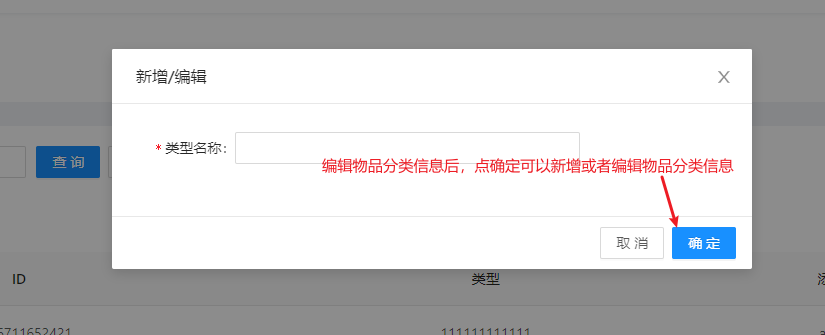 新增/编辑
* 类型名称：
编辑物品分类信息后，点确定可以新增或者编辑物品分类信息
查询
取消
确定
ID
类型
5711652421
111111111111